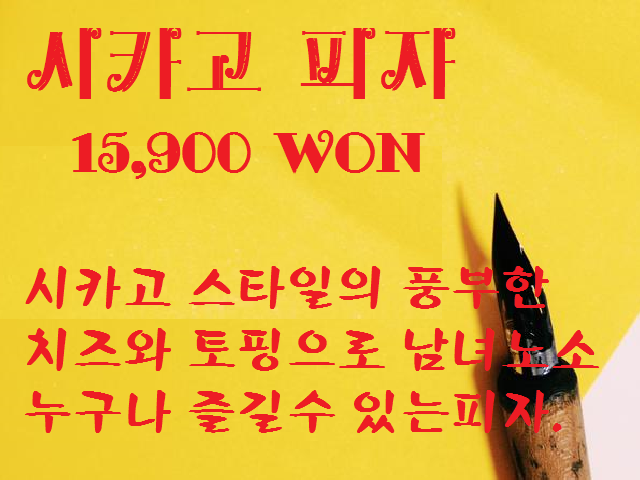 시카고 피자
15,900 WON
시카고 스타일의 풍부한
치즈와 토핑으로 남녀노소
누구나 즐길수 있는피자.